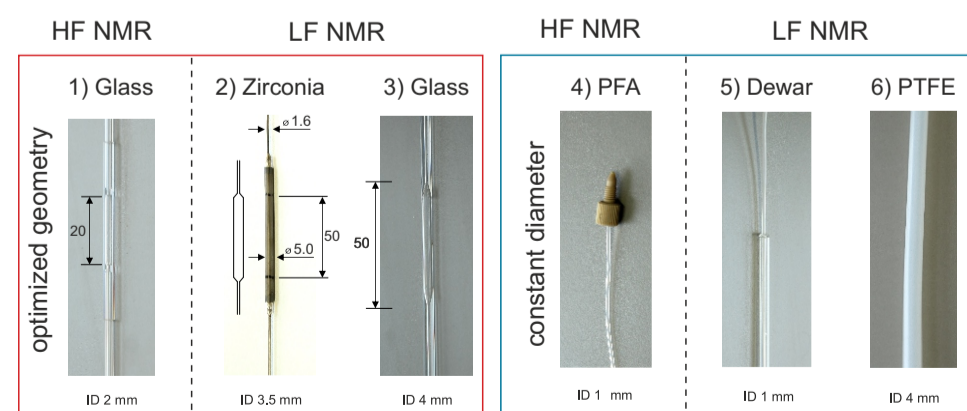 HF NMR
LF NMR
HF NMR
LF NMR
optimized geometry
1) Glass
2) Zirconia
3) Glass
20
ø 1.6
ø 5.0
50
50
ID 2 mm
ID 3.5 mm
ID 4 mm
constant diameter
4) PFA
5) Dewar
6) PTFE
ID 1 mm
ID 1 mm
ID 4 mm